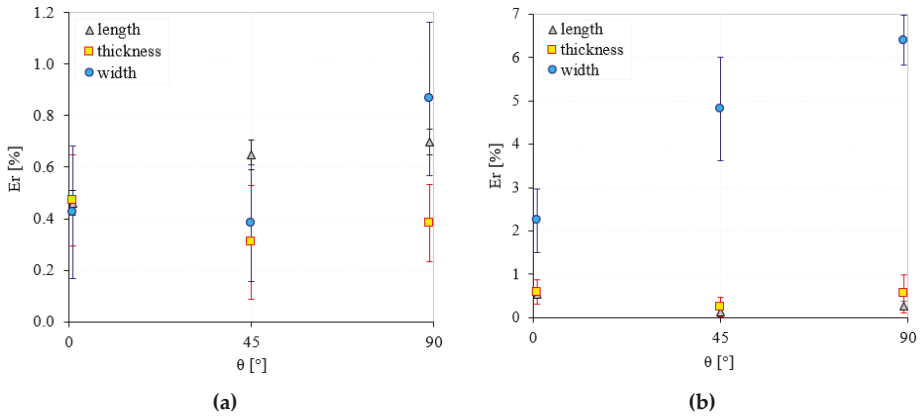 1.2
1.0
0.8
0.6
0.4
0.2
0.0
Er [%]
length
thickness
width
0
45
90
θ [°]
(a)
7
6
5
4
3
2
1
0
Er [%]
length
thickness
width
0
45
90
θ [°]
(b)